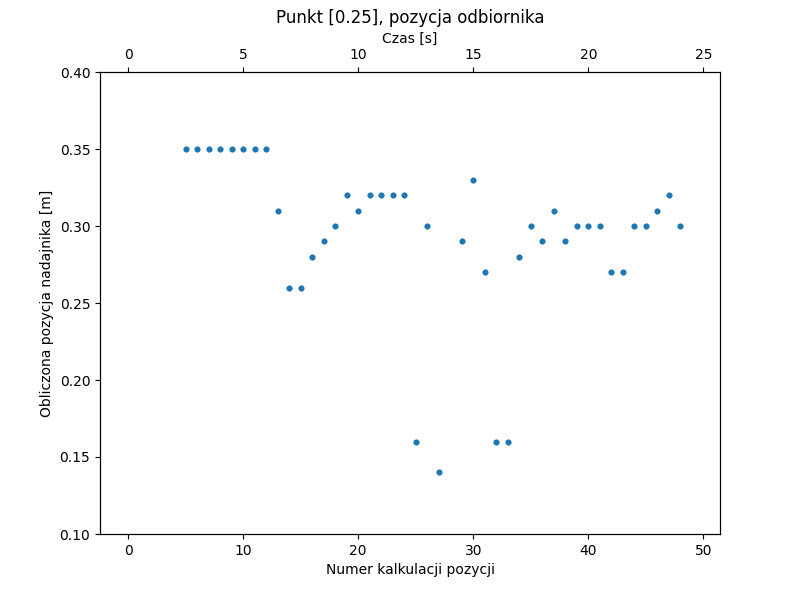 Punkt [0.25], pozycja odbiornika
Czas [s]
0 5 10 15 20 25
0.40
0.35
0.30
0.25
0.20
0.15
0.10
Obliczona pozycja nadajnika [m]
0 10 20 30 40 50
Numer kalkulacji pozycji